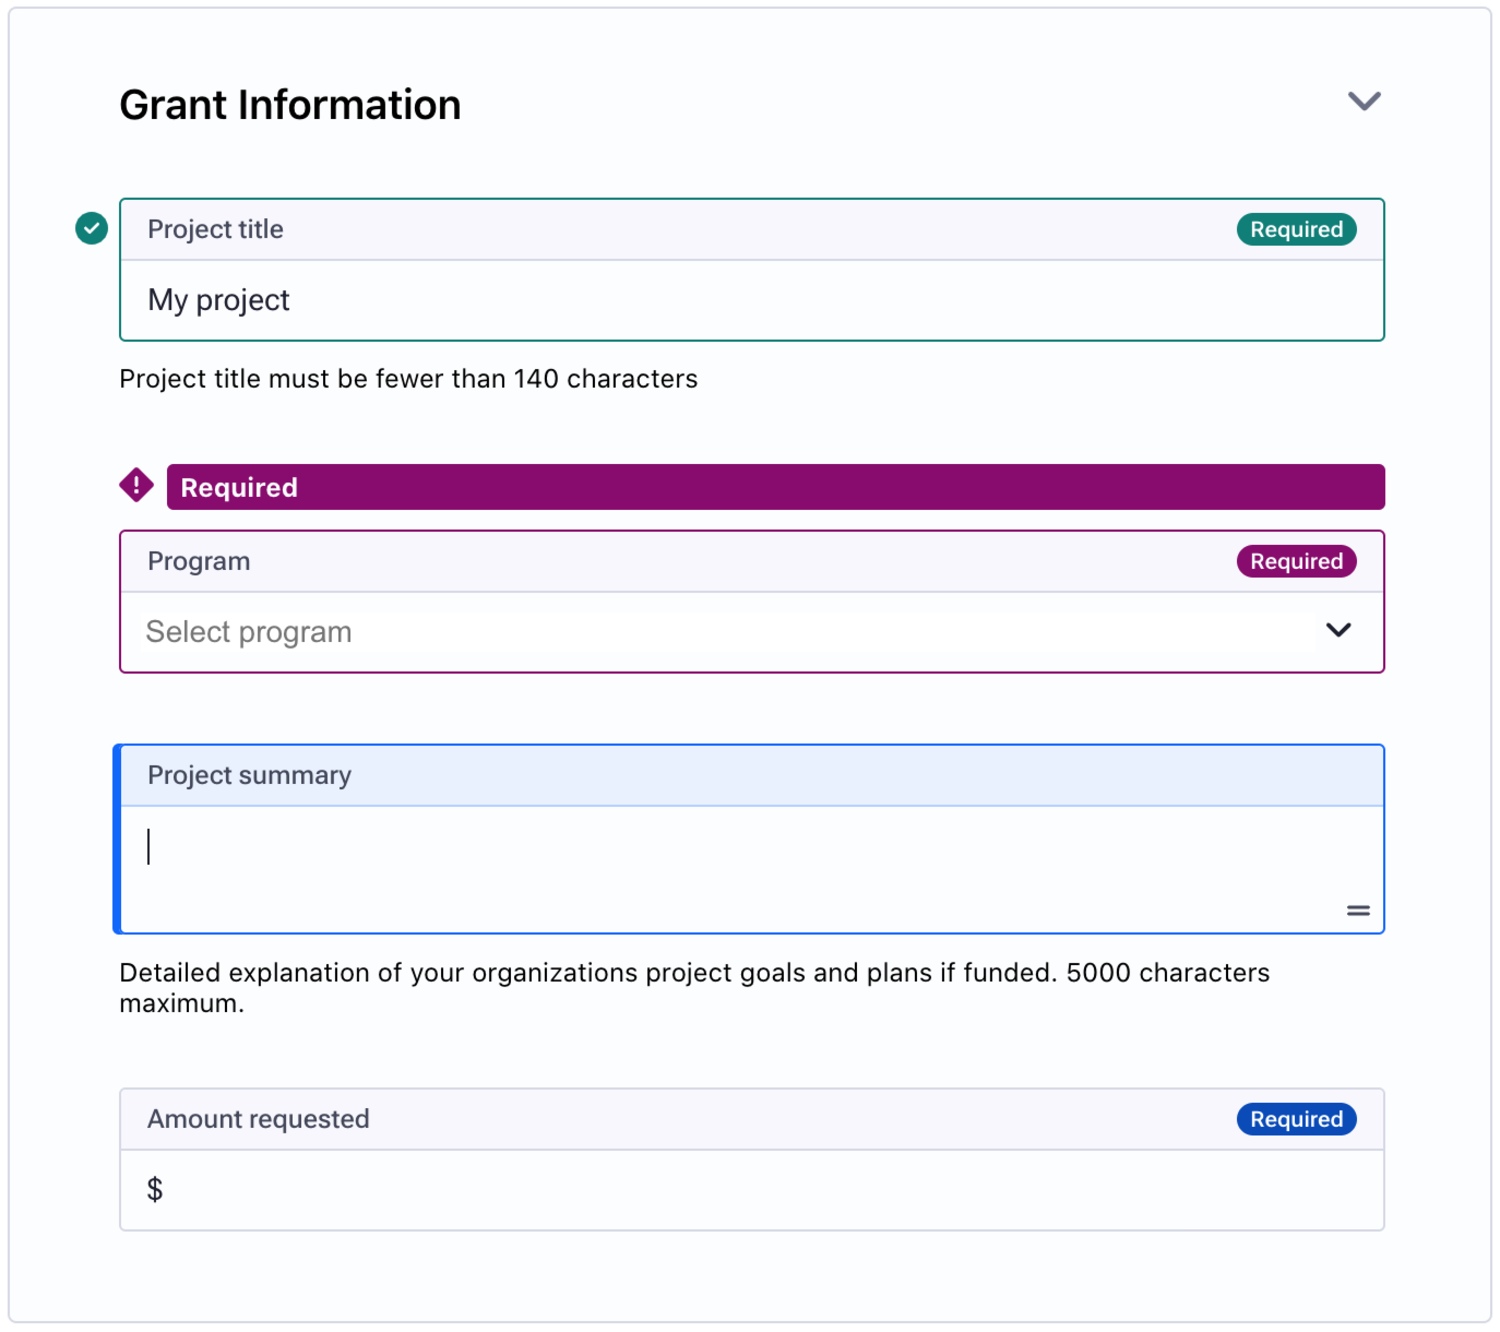 Grant Information
Project title
Required
My project
Project title must be fewer than 140 characters
Required
Program
Required
Select program
Project summary
Detailed explanation of your organizations project goals and plans if funded. 5000 characters
maximum.
Amount requested
Required
$